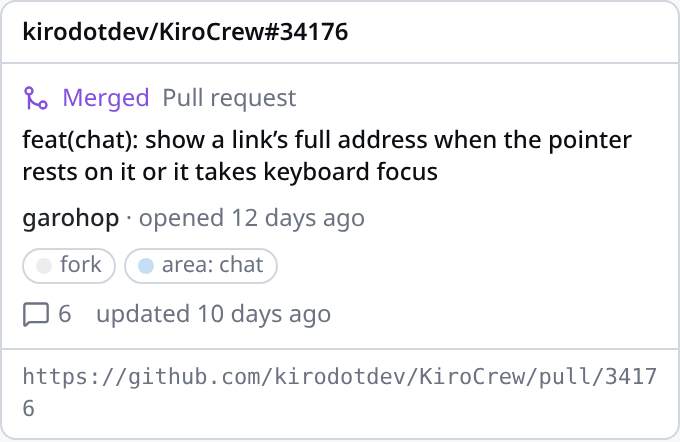 kirodotdev/KiroCrew#34176
Merged Pull request
feat(chat): show a link’s full address when the pointer
rests on it or it takes keyboard focus
garohop · opened 12 days ago
fork area: chat
6 updated 10 days ago
https://github.com/kirodotdev/KiroCrew/pull/3417
6